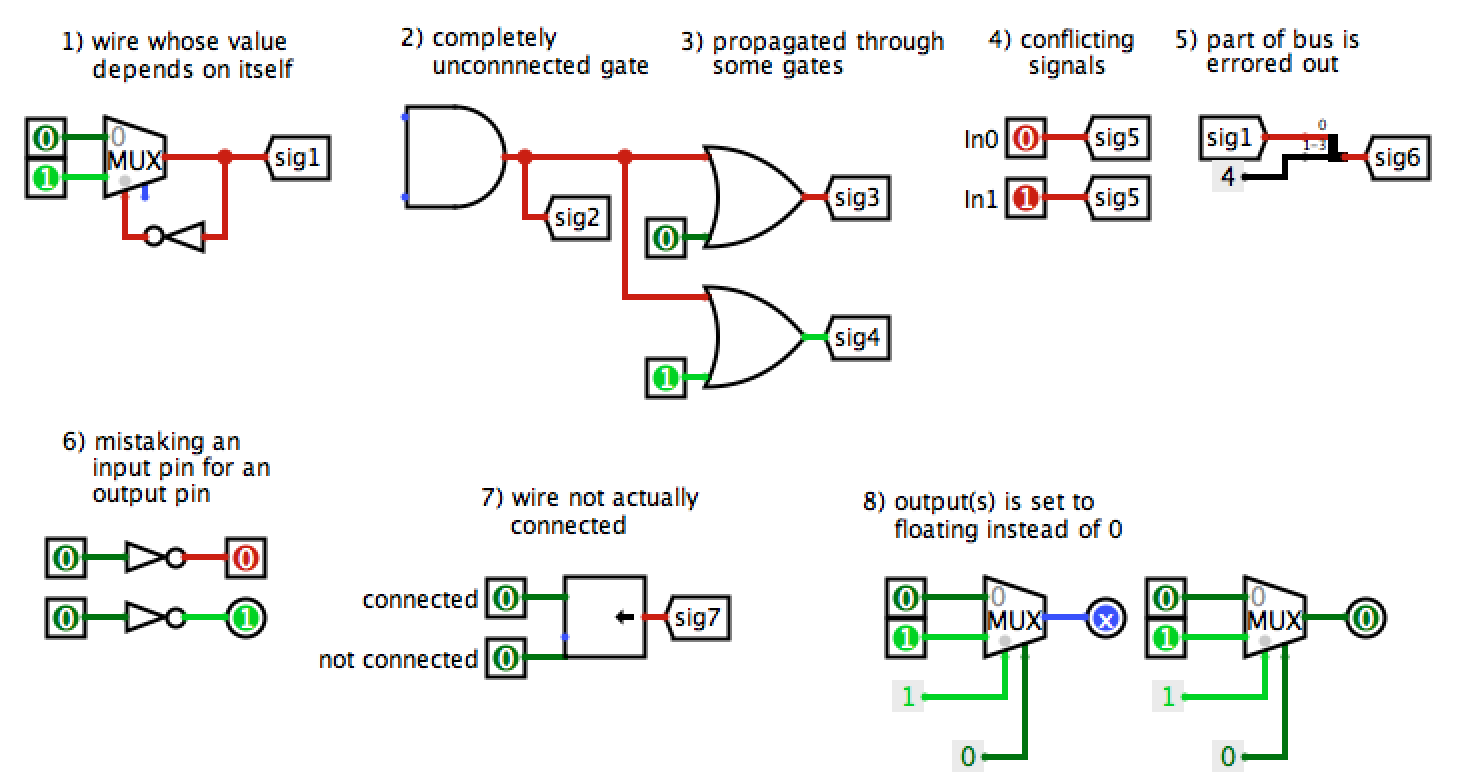 1) wire whose value
depends on itself
0
0
MUX
1
sig1
2) completely
unconnnected gate
sig2
3) propagated through
some gates
0
sig3
1
sig4
4) conflicting
signals
In0 0 sig5
In1 1 sig5
5) part of bus is
errored out
sig1
0
1-3
4
sig6
6) mistaking an
input pin for an
output pin
0 0
0 1
7) wire not actually
connected
connected 0
not connected 0
sig7
8) output(s) is set to
floating instead of 0
0
0
MUX
1
x
1
0
0
0
MUX
1
0
1
0